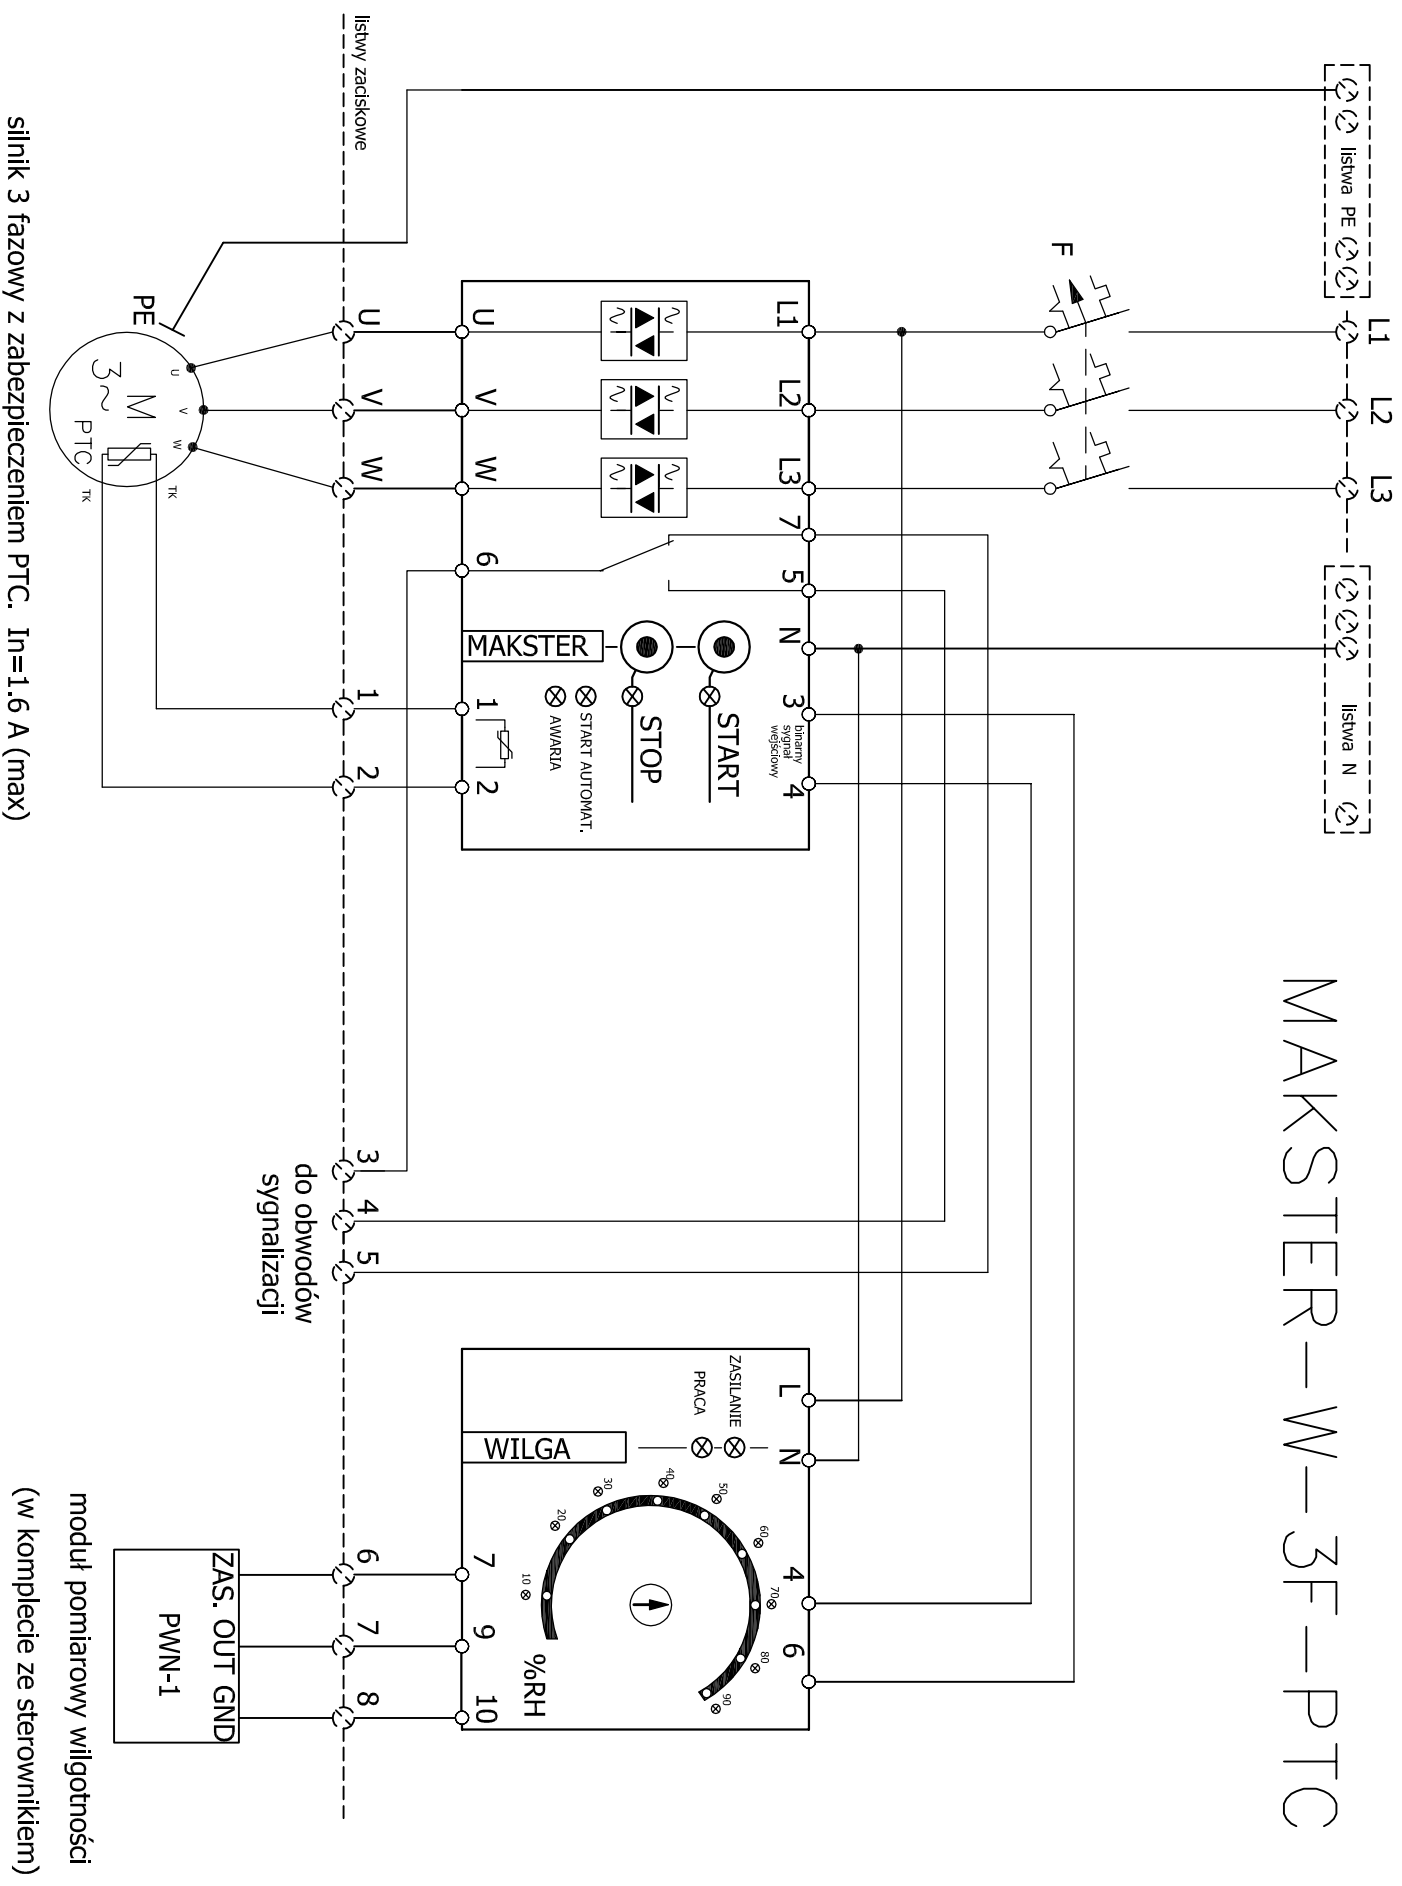 MAKSTER-W-3F-PTC
listwa PE
L1 L2 L3
listwa N
F
L1 L2 L3 7 5 N 3 4
binarny
sygnał
wejściowy
START
STOP
START AUTOMAT.
AWARIA
MAKSTER
U V W 6 1 2
L N 4 6
ZASILANIE
PRACA
WILGA
10 20 30 40 50 60 70 80 90
%RH
7 9 10
listwy zaciskowe
U V W 1 2 3 4 5 6 7 8
do obwodów
sygnalizacji
PE
U V W
M
3~
PTC
TK
TK
ZAS. OUT GND
PWN-1
silnik 3 fazowy z zabezpieczeniem PTC. In=1.6 A (max)
moduł pomiarowy wilgotności
(w komplecie ze sterownikiem)